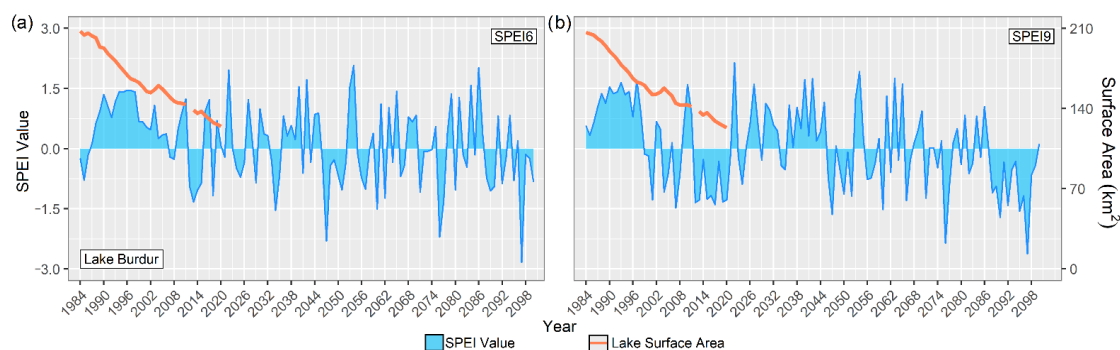 (a)
SPEI6
(b)
SPEI9
3.0
1.5
0.0
−1.5
−3.0
SPEI Value
Lake Burdur
210
140
70
0
Surface Area (km²)
1984 1990 1996 2002 2008 2014 2020 2026 2032 2038 2044 2050 2056 2062 2068 2074 2080 2086 2092 2098
1984 1990 1996 2002 2008 2014 2020 2026 2032 2038 2044 2050 2056 2062 2068 2074 2080 2086 2092 2098
Year
SPEI Value
Lake Surface Area